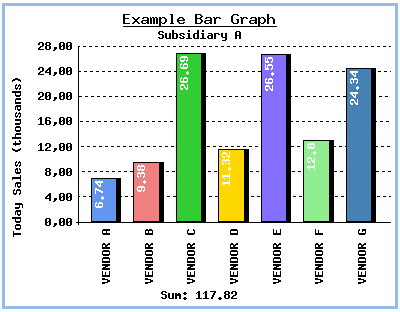 Example Bar Graph
Subsidiary A
Today Sales (thousands)
28,00
24,00
20,00
16,00
12,00
8,00
4,00
0,00
6.74
9.38
26.69
11.32
26.55
12.8
24.34
VENDOR A
VENDOR B
VENDOR C
VENDOR D
VENDOR E
VENDOR F
VENDOR G
Sum: 117.82